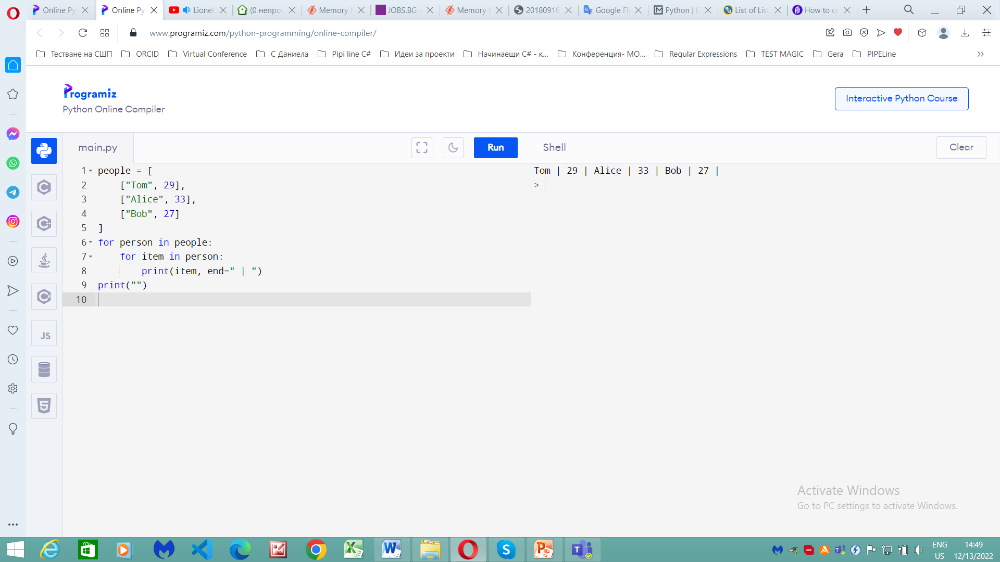 Online Py
Online Py
Lionel
(0 непро
Memory
JOBS.BG -
Memory
20180916
Google П
Python | C
List of List
How to cr
www.programiz.com/python-programming/online-compiler/
Тестване на СШП
ORCID
Virtual Conference
С Даниела
Pipi line C#
Идеи за проекти
Начинаещи C# - к...
Конференция- МО...
Regular Expressions
TEST MAGIC
Gera
PIPELine
Programiz
Python Online Compiler
Interactive Python Course
main.py
Run
Shell
Clear
1 people = [
2     ["Tom", 29],
3     ["Alice", 33],
4     ["Bob", 27]
5 ]
6 for person in people:
7     for item in person:
8         print(item, end=" | ")
9 print("")
10
Tom | 29 | Alice | 33 | Bob | 27 |
>
JS
Activate Windows
Go to PC settings to activate Windows.
ENG
US
14:49
12/13/2022